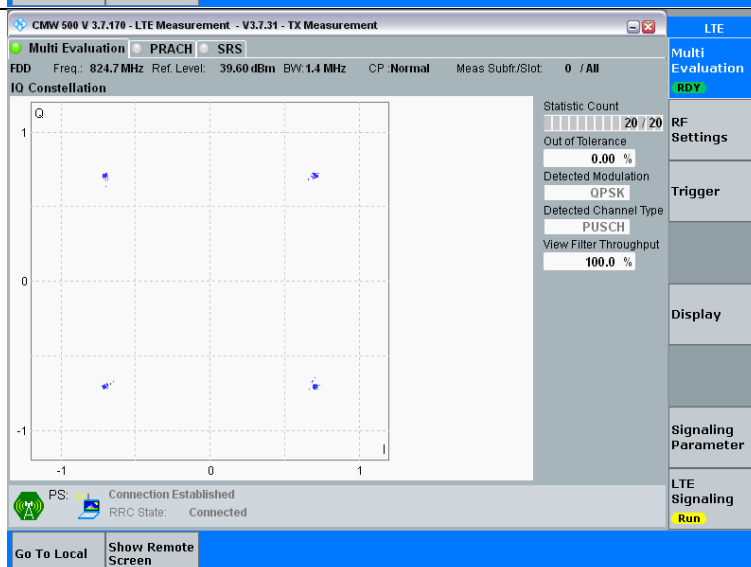 CMW 500 V 3.7.170 - LTE Measurement - V3.7.31 - TX Measurement
LTE
Multi Evaluation PRACH SRS
Multi Evaluation
RDY
FDD Freq.: 824.7 MHz Ref. Level: 39.60 dBm BW: 1.4 MHz CP :Normal Meas Subfr./Slot: 0 / All
IQ Constellation
Q
1
0
-1
-1 0 1
I
Statistic Count
20 / 20
Out of Tolerance
0.00 %
Detected Modulation
QPSK
Detected Channel Type
PUSCH
View Filter Throughput
100.0 %
RF
Settings
Trigger
Display
Signaling
Parameter
LTE
Signaling
Run
PS: Connection Established
RRC State: Connected
Go To Local
Show Remote
Screen